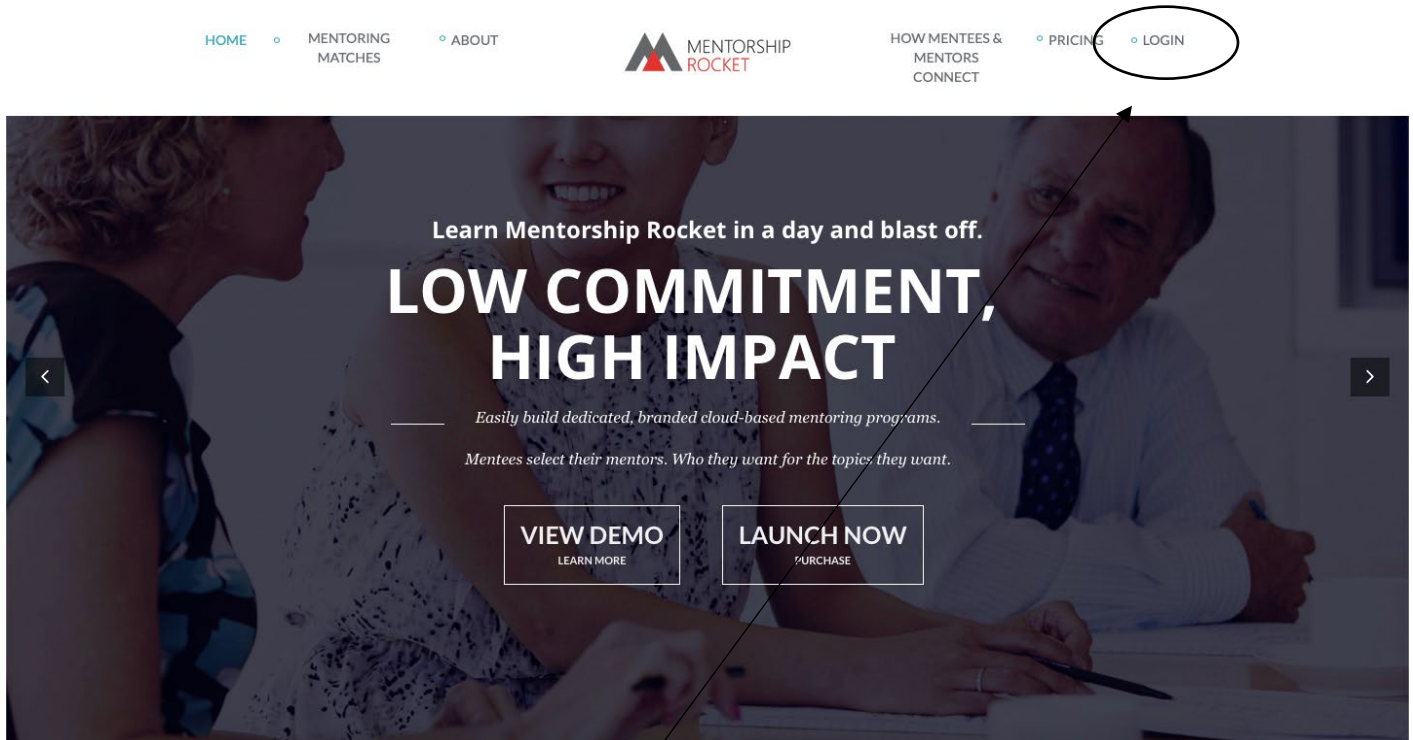 HOME
MENTORING
MATCHES
ABOUT
MENTORSHIP
ROCKET
HOW MENTEES &
MENTORS
CONNECT
PRICING
LOGIN
Learn Mentorship Rocket in a day and blast off.
LOW COMMITMENT,
HIGH IMPACT
Easily build dedicated, branded cloud-based mentoring programs.
Mentees select their mentors. Who they want for the topics they want.
VIEW DEMO
LEARN MORE
LAUNCH NOW
PURCHASE